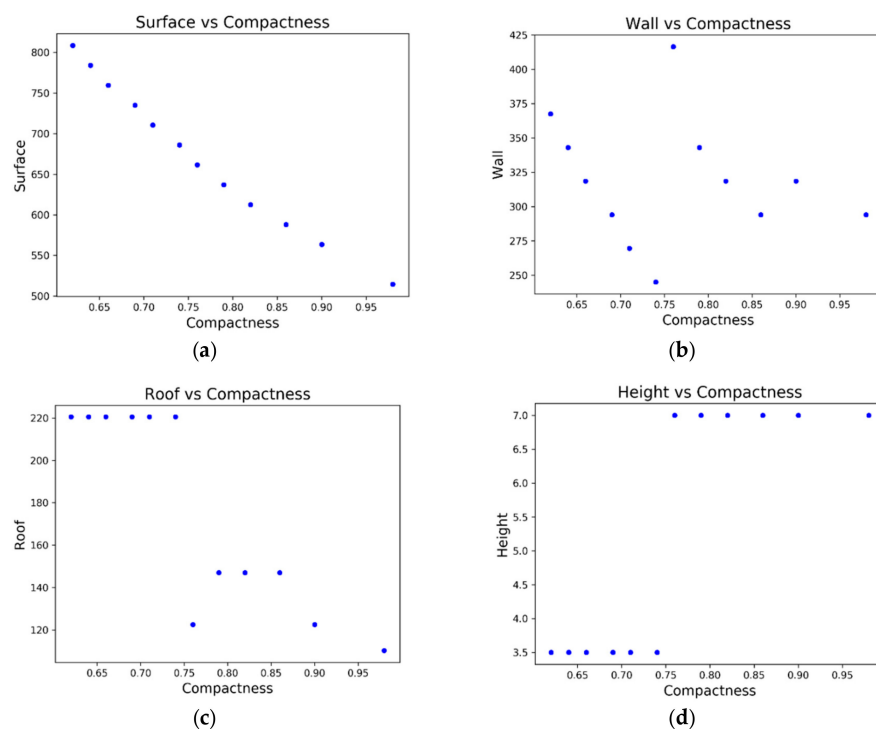 Surface vs Compactness
800
750
700
650
600
550
500
Surface
0.65 0.70 0.75 0.80 0.85 0.90 0.95
Compactness
(a)
Wall vs Compactness
425
400
375
350
325
300
275
250
Wall
0.65 0.70 0.75 0.80 0.85 0.90 0.95
Compactness
(b)
Roof vs Compactness
220
200
180
160
140
120
Roof
0.65 0.70 0.75 0.80 0.85 0.90 0.95
Compactness
(c)
Height vs Compactness
7.0
6.5
6.0
5.5
5.0
4.5
4.0
3.5
Height
0.65 0.70 0.75 0.80 0.85 0.90 0.95
Compactness
(d)